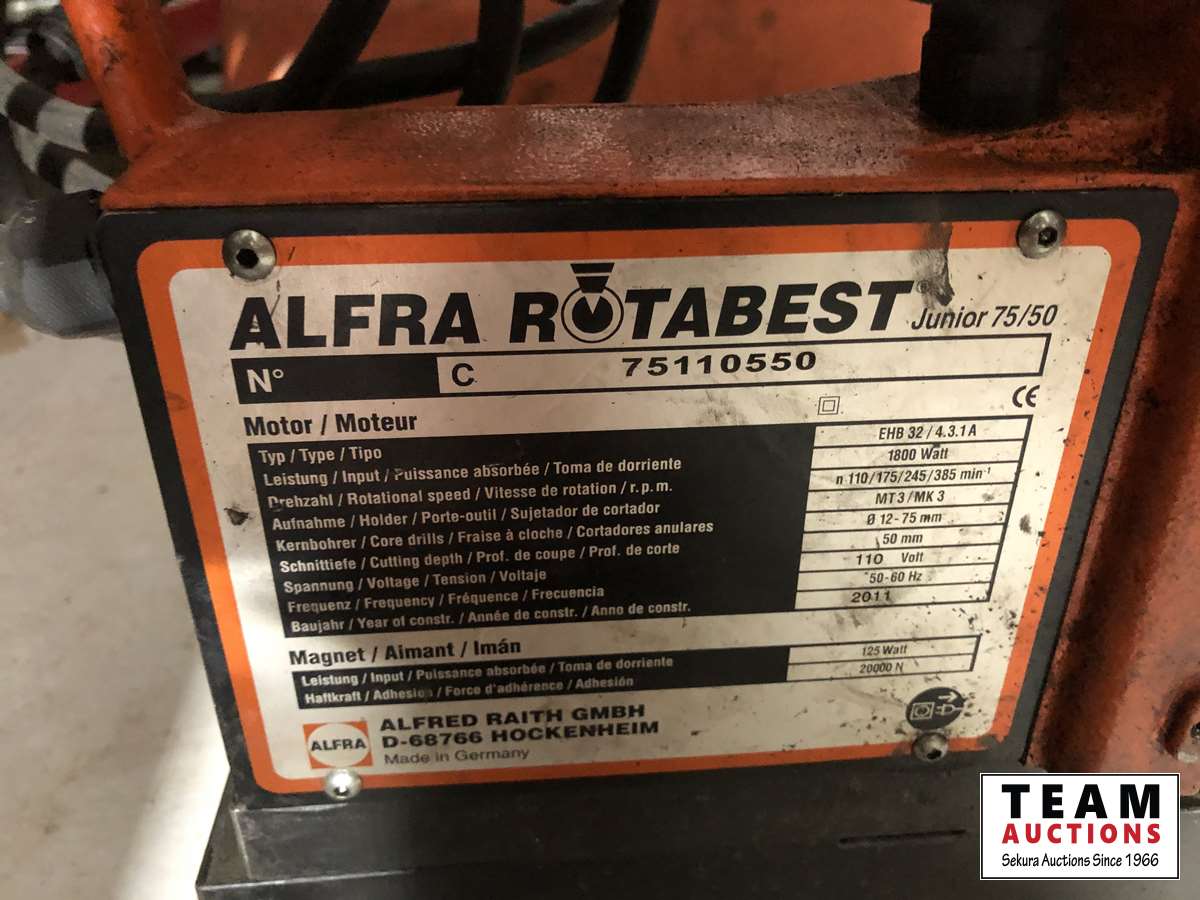 ALFRA ROTABEST® Junior 75/50
N° C 75110550
CE
Motor / Moteur
Typ / Type / Tipo EHB 32 / 4.3.1 A
Leistung / Input / Puissance absorbée / Toma de dorriente 1800 Watt
Drehzahl / Rotational speed / Vitesse de rotation / r.p.m. n 110/175/245/385 min⁻¹
Aufnahme / Holder / Porte-outil / Sujetador de cortador MT3/MK 3
Kernbohrer / Core drills / Fraise à cloche / Cortadores anulares Ø 12-75 mm
Schnittiefe / Cutting depth / Prof. de coupe / Prof. de corte 50 mm
Spannung / Voltage / Tension / Voltaje 110 Volt
Frequenz / Frequency / Fréquence / Frecuencia 50-60 Hz
Baujahr / Year of constr. / Année de constr. / Anno de constr. 2011
Magnet / Aimant / Imán
Leistung / Input / Puissance absorbée / Toma de dorriente 125 Watt
Haftkraft / Adhesion / Force d'adhérence / Adhesión 20000 N
ALFRA
ALFRED RAITH GMBH
D-68766 HOCKENHEIM
Made in Germany
TEAM
AUCTIONS
Sekura Auctions Since 1966